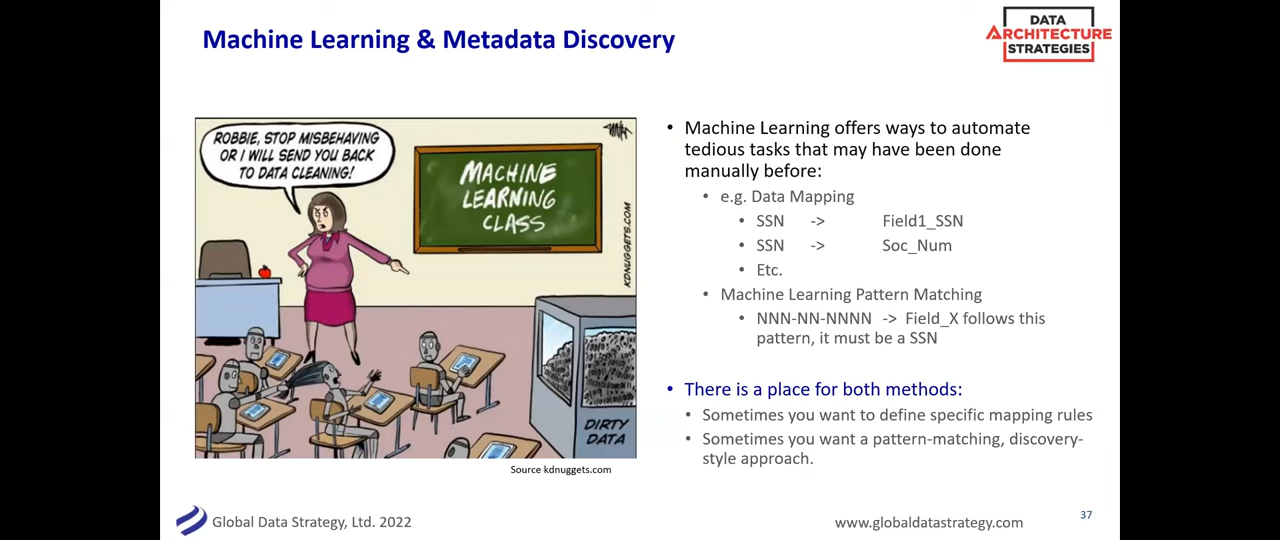 Machine Learning & Metadata Discovery
DATA
ARCHITECTURE
STRATEGIES
ROBBIE, STOP MISBEHAVING
OR I WILL SEND YOU BACK
TO DATA CLEANING!
MACHINE
LEARNING
CLASS
KDNUGGETS.COM
DIRTY
DATA
Source kdnuggets.com
• Machine Learning offers ways to automate
tedious tasks that may have been done
manually before:
• e.g. Data Mapping
• SSN -> Field1_SSN
• SSN -> Soc_Num
• Etc.
• Machine Learning Pattern Matching
• NNN-NN-NNNN -> Field_X follows this
pattern, it must be a SSN
• There is a place for both methods:
• Sometimes you want to define specific mapping rules
• Sometimes you want a pattern-matching, discovery-
style approach.
Global Data Strategy, Ltd. 2022
www.globaldatastrategy.com
37